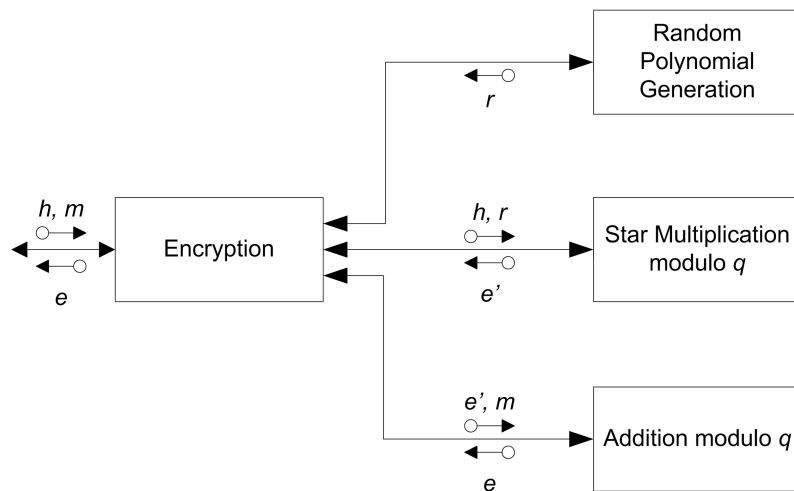 Random
Polynomial
Generation
r
h, m
Encryption
e
h, r
e’
Star Multiplication
modulo q
e’, m
e
Addition modulo q